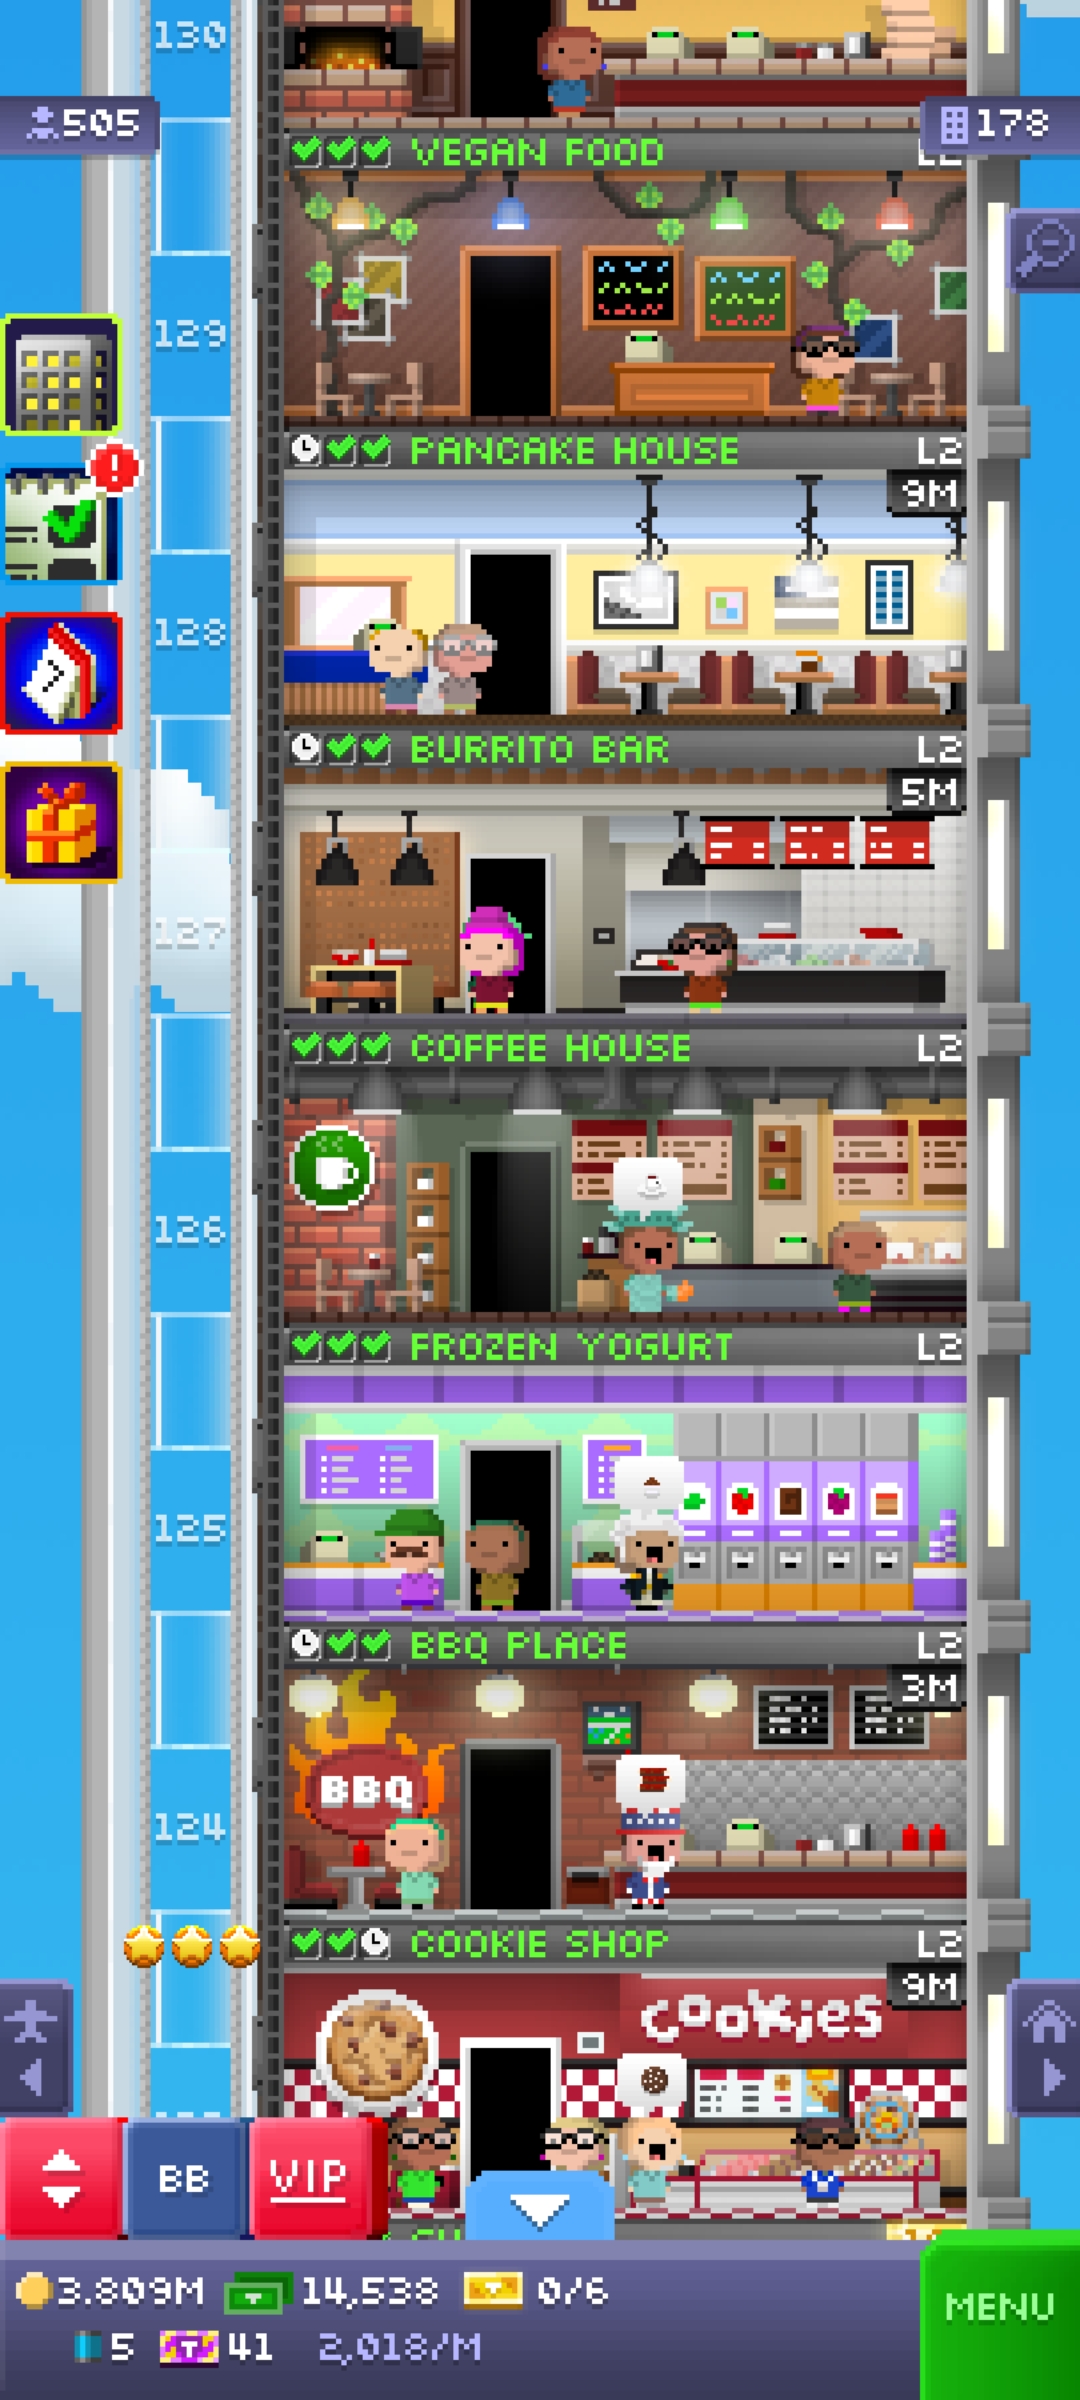 130
505
178
VEGAN FOOD
129
PANCAKE HOUSE L2
9M
128
BURRITO BAR L2
5M
127
COFFEE HOUSE L2
126
FROZEN YOGURT L2
125
BBQ PLACE L2
3M
BBQ
124
COOKIE SHOP L2
9M
cookies
BB
VIP
3.809M 14,538 0/6
MENU
5 41 2,018/M